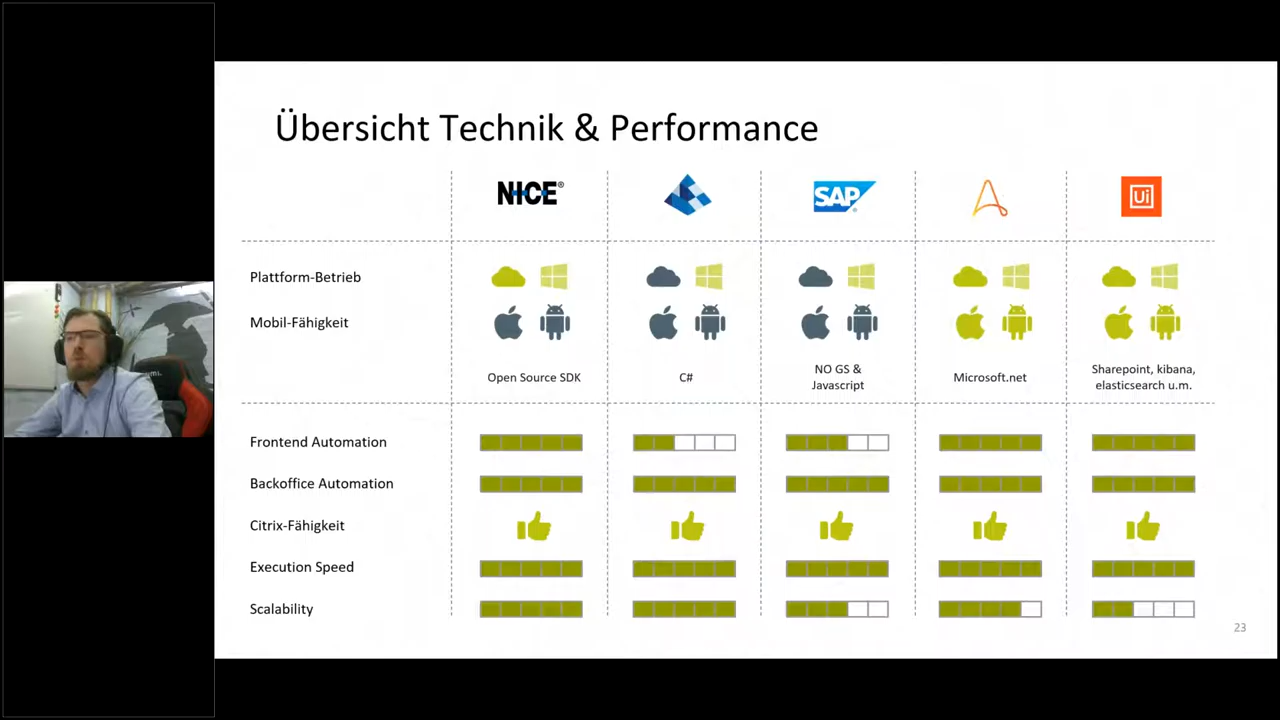 Übersicht Technik & Performance
NICE®
SAP®
Ui
Plattform-Betrieb
Mobil-Fähigkeit
Open Source SDK
C#
NO GS &
Javascript
Microsoft.net
Sharepoint, kibana,
elasticsearch u.m.
Frontend Automation
Backoffice Automation
Citrix-Fähigkeit
Execution Speed
Scalability
23